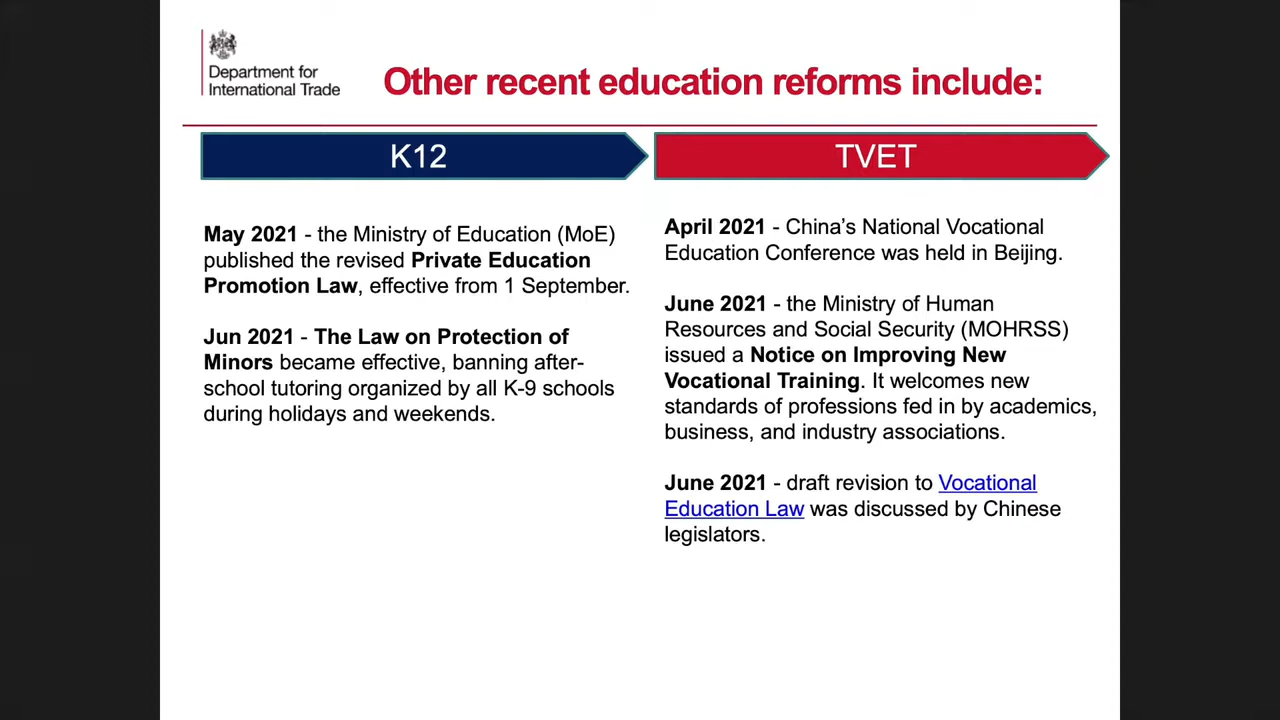 Department for
International Trade
Other recent education reforms include:
K12
TVET
May 2021 - the Ministry of Education (MoE)
published the revised Private Education
Promotion Law, effective from 1 September.
Jun 2021 - The Law on Protection of
Minors became effective, banning after-
school tutoring organized by all K-9 schools
during holidays and weekends.
April 2021 - China’s National Vocational
Education Conference was held in Beijing.
June 2021 - the Ministry of Human
Resources and Social Security (MOHRSS)
issued a Notice on Improving New
Vocational Training. It welcomes new
standards of professions fed in by academics,
business, and industry associations.
June 2021 - draft revision to Vocational
Education Law was discussed by Chinese
legislators.